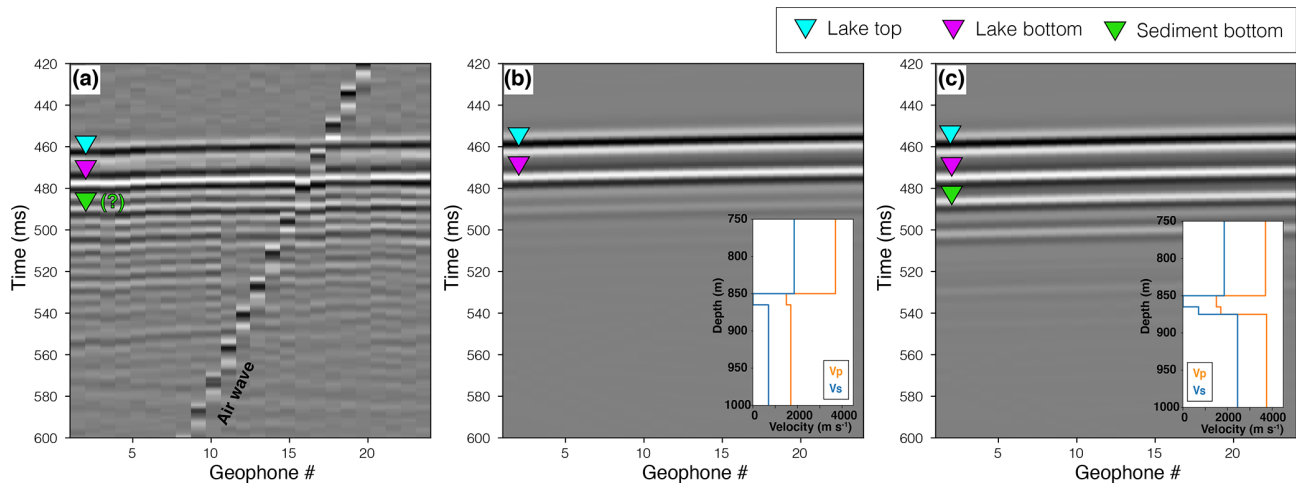 Lake top Lake bottom Sediment bottom
(a)
420
440
460
480
500
520
540
560
580
600
Time (ms)
(?)
Air wave
5 10 15 20
Geophone #
(b)
420
440
460
480
500
520
540
560
580
600
750
800
850
900
950
1000
Depth (m)
Vp
Vs
0 2000 4000
Velocity (m s⁻¹)
5 10 15 20
Geophone #
(c)
420
440
460
480
500
520
540
560
580
600
Time (ms)
750
800
850
900
950
1000
Depth (m)
Vp
Vs
0 2000 4000
Velocity (m s⁻¹)
5 10 15 20
Geophone #